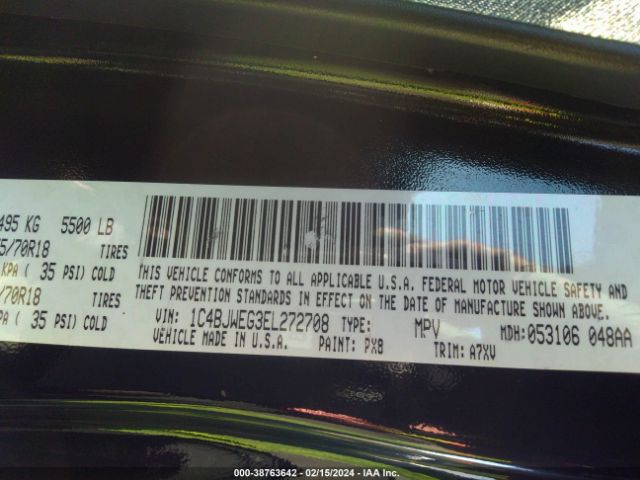 495 KG 5500 LB
5/70R18 TIRES
KPA ( 35 PSI) COLD
/70R18 TIRES
PA ( 35 PSI) COLD
THIS VEHICLE CONFORMS TO ALL APPLICABLE U.S.A. FEDERAL MOTOR VEHICLE SAFETY AND
THEFT PREVENTION STANDARDS IN EFFECT ON THE DATE OF MANUFACTURE SHOWN ABOVE.
VIN: 1C4BJWEG3EL272708 TYPE: MPV MDH: 053106 048AA
VEHICLE MADE IN U.S.A. PAINT: PX8 TRIM: A7XV
000-38763642 - 02/15/2024 - IAA Inc.